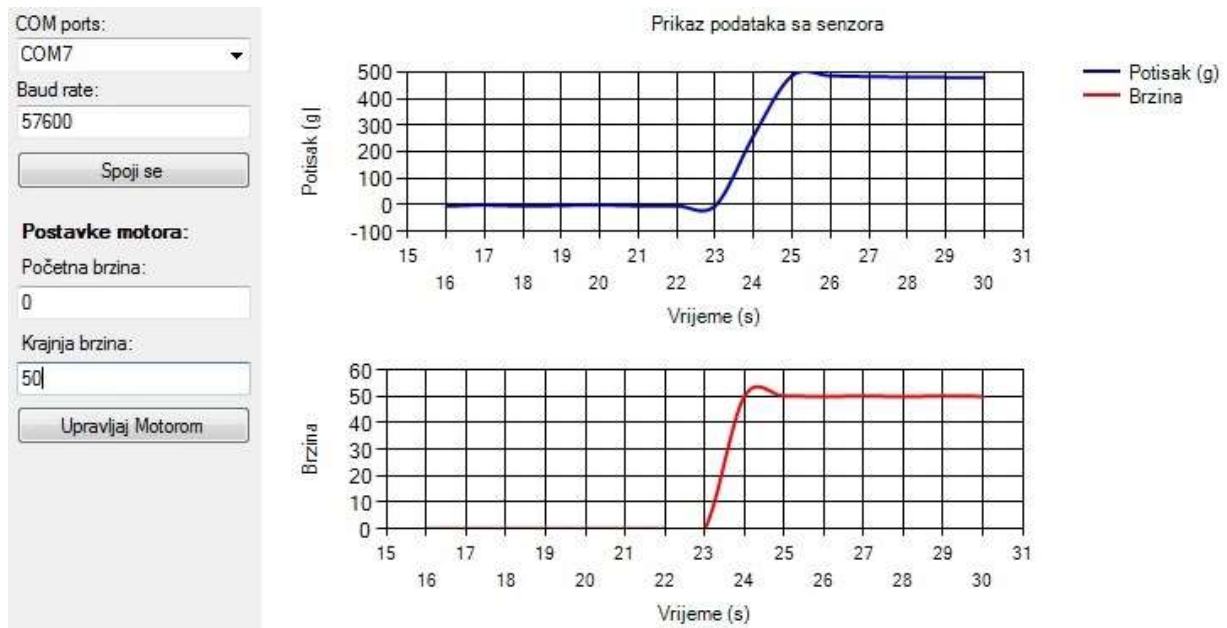 COM ports:
COM7
Baud rate:
57600
Spoji se
Postavke motora:
Početna brzina:
0
Krajnja brzina:
50
Upravljaj Motorom
Prikaz podataka sa senzora
Potisak (g)
Brzina
Potisak (g)
500
400
300
200
100
0
-100
15 17 19 21 23 25 27 29 31
16 18 20 22 24 26 28 30
Vrijeme (s)
Brzina
60
50
40
30
20
10
0
15 17 19 21 23 25 27 29 31
16 18 20 22 24 26 28 30
Vrijeme (s)